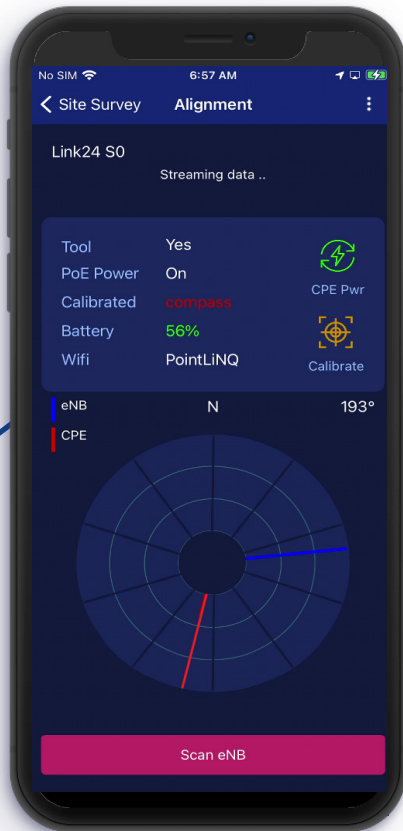 No SIM 6:57 AM
Site Survey Alignment
Link24 S0
Streaming data ..
Tool Yes
PoE Power On
Calibrated compass
Battery 56%
Wifi PointLiNQ
CPE Pwr
Calibrate
eNB N 193°
CPE
Scan eNB